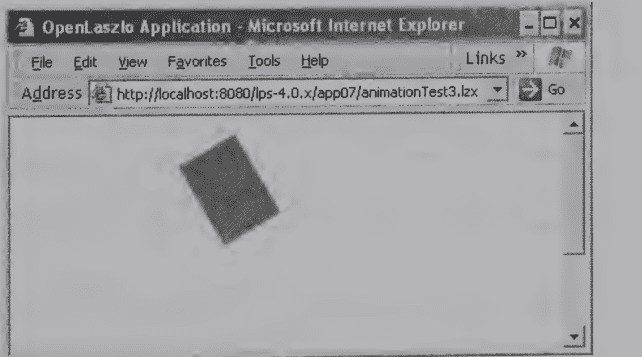 OpenLaszlo Application - Microsoft Internet Explorer
File Edit View Favorites Tools Help Links »
Address http://localhost:8080/lps-4.0.x/app07/animationTest3.lzx Go